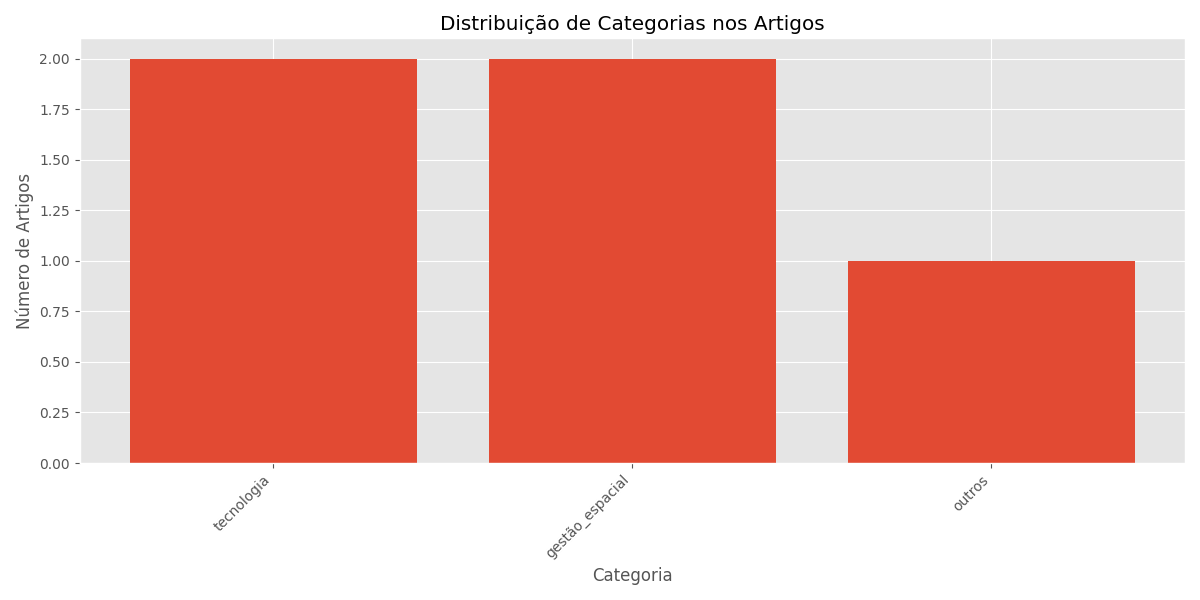 Distribuição de Categorias nos Artigos
Número de Artigos
2.00
1.75
1.50
1.25
1.00
0.75
0.50
0.25
0.00
tecnologia
gestão_espacial
outros
Categoria